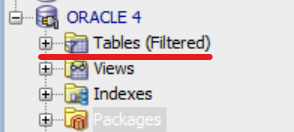 ORACLE 4
Tables (Filtered)
Views
Indexes
Packages